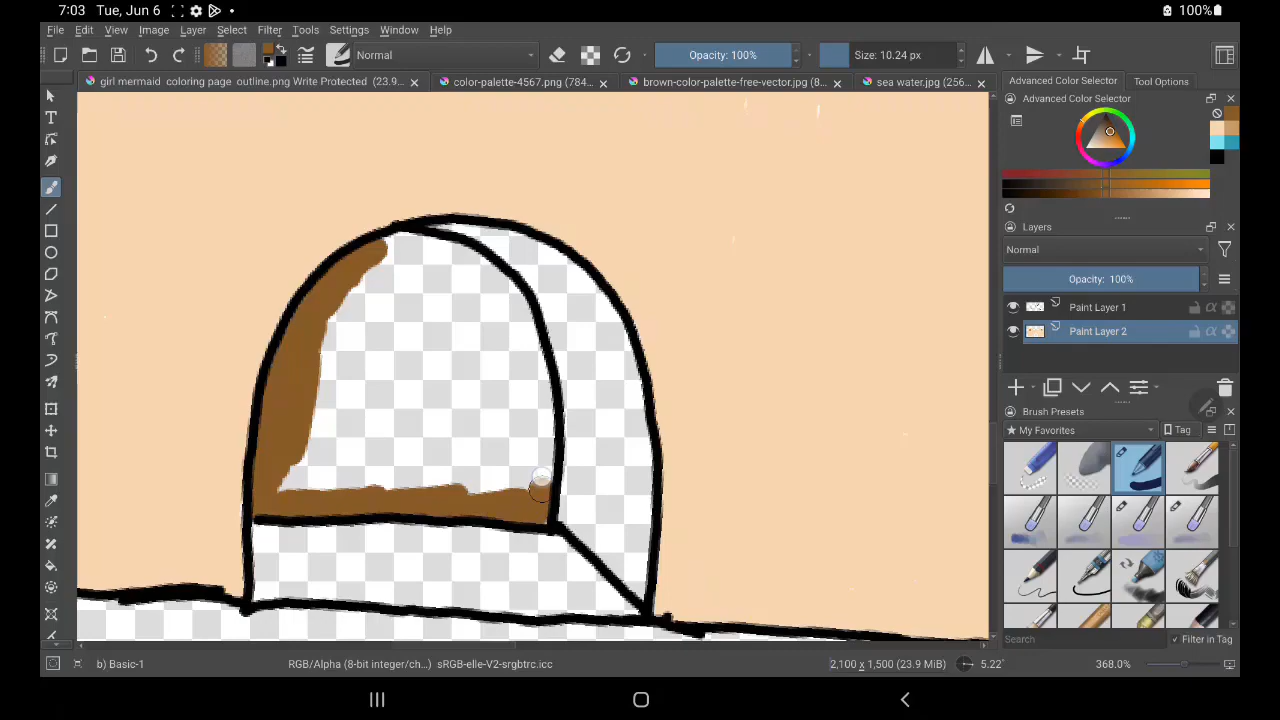 7:03 Tue, Jun 6 100%
File Edit View Image Layer Select Filter Tools Settings Window Help
Normal Opacity: 100% Size: 10.24 px
girl mermaid coloring page outline.png Write Protected (23.9... color-palette-4567.png (784... brown-color-palette-free-vector.jpg (8... sea water.jpg (256...
Advanced Color Selector Tool Options
Advanced Color Selector
Layers
Normal
Opacity: 100%
Paint Layer 1
Paint Layer 2
Brush Presets
My Favorites Tag
Search Filter in Tag
b) Basic-1 RGB/Alpha (8-bit integer/ch...) sRGB-elle-V2-srgbtrc.icc 2,100 x 1,500 (23.9 MiB) 5.22° 368.0%